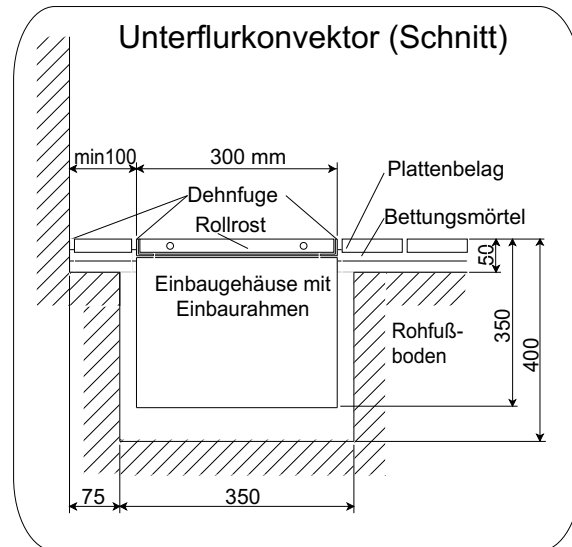 Unterflurkonvektor (Schnitt)
min100
300 mm
Plattenbelag
Dehnfuge
Rollrost
Bettungsmörtel
Einbaugehäuse mit
Einbaurahmen
50
350
400
Rohfuß-
boden
75
350